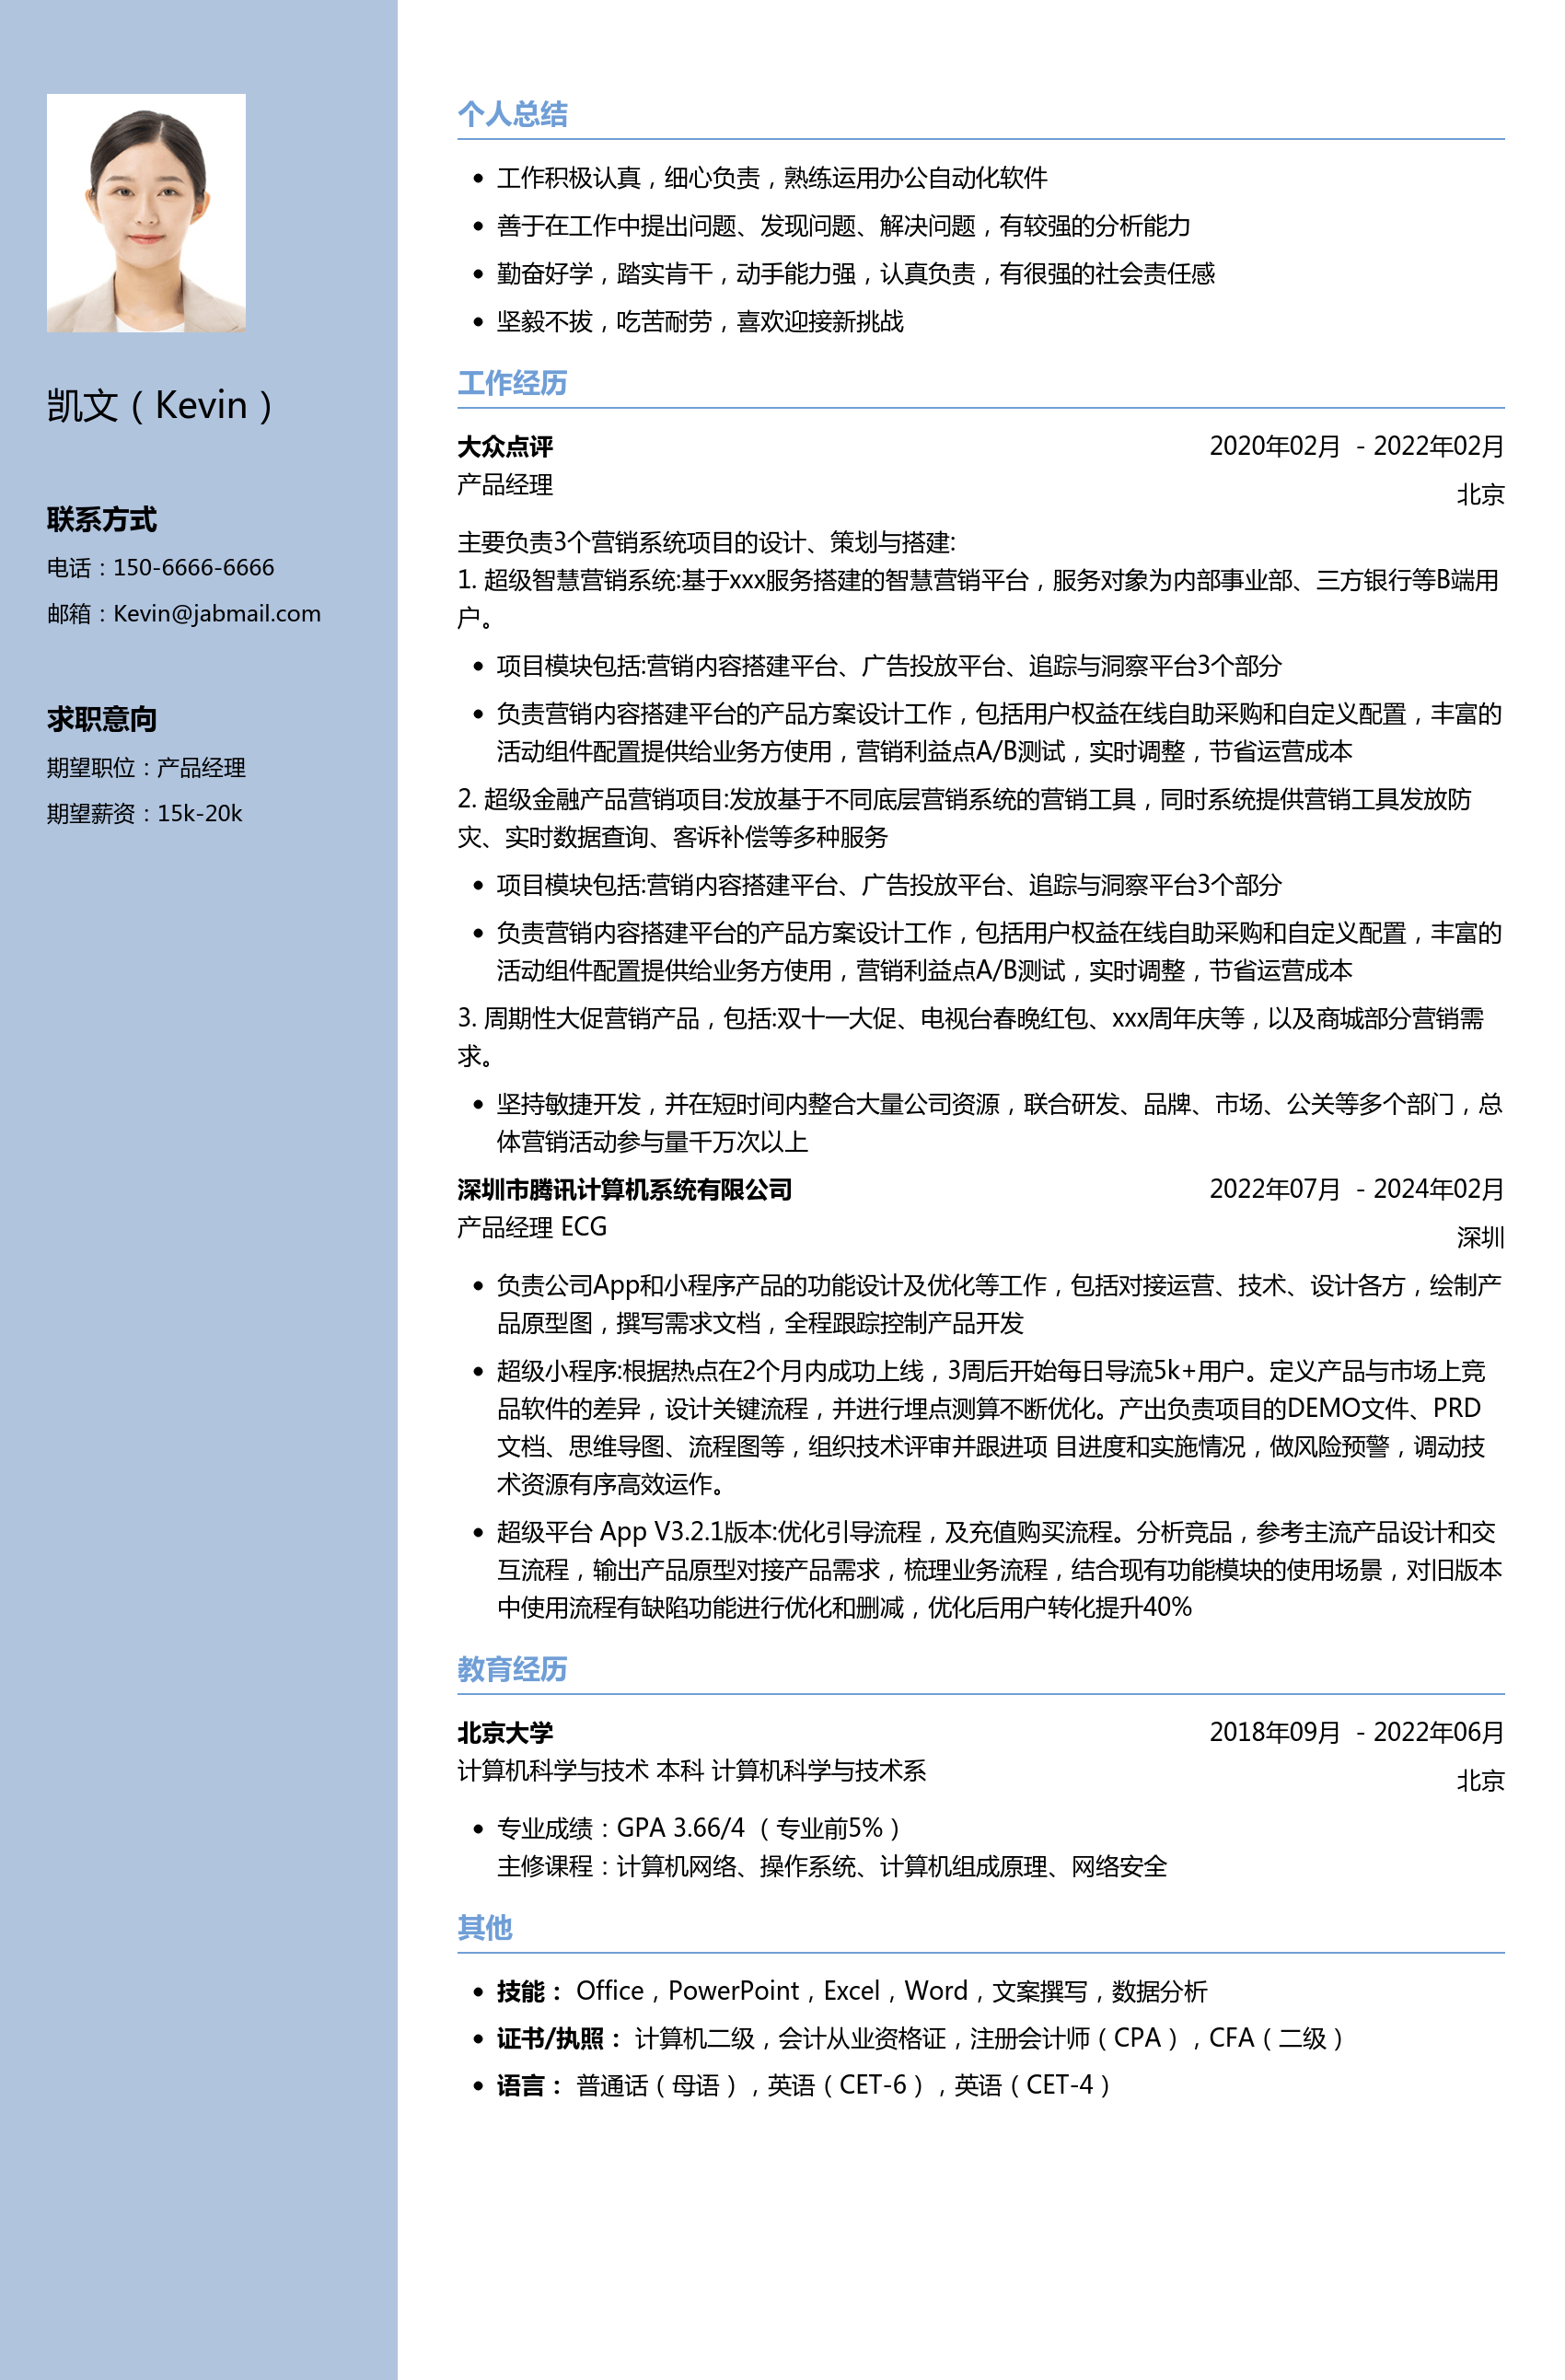 凯文（Kevin）
联系方式
电话：150-6666-6666
邮箱：Kevin@jabmail.com
求职意向
期望职位：产品经理
期望薪资：15k-20k
个人总结
• 工作积极认真，细心负责，熟练运用办公自动化软件
• 善于在工作中提出问题、发现问题、解决问题，有较强的分析能力
• 勤奋好学，踏实肯干，动手能力强，认真负责，有很强的社会责任感
• 坚毅不拔，吃苦耐劳，喜欢迎接新挑战
工作经历
大众点评 2020年02月 - 2022年02月
产品经理
北京
主要负责3个营销系统项目的设计、策划与搭建:
1. 超级智慧营销系统:基于xxx服务搭建的智慧营销平台，服务对象为内部事业部、三方银行等B端用
户。
• 项目模块包括:营销内容搭建平台、广告投放平台、追踪与洞察平台3个部分
• 负责营销内容搭建平台的产品方案设计工作，包括用户权益在线自助采购和自定义配置，丰富的
活动组件配置提供给业务方使用，营销利益点A/B测试，实时调整，节省运营成本
2. 超级金融产品营销项目:发放基于不同底层营销系统的营销工具，同时系统提供营销工具发放防
灾、实时数据查询、客诉补偿等多种服务
• 项目模块包括:营销内容搭建平台、广告投放平台、追踪与洞察平台3个部分
• 负责营销内容搭建平台的产品方案设计工作，包括用户权益在线自助采购和自定义配置，丰富的
活动组件配置提供给业务方使用，营销利益点A/B测试，实时调整，节省运营成本
3. 周期性大促营销产品，包括:双十一大促、电视台春晚红包、xxx周年庆等，以及商城部分营销需
求。
• 坚持敏捷开发，并在短时间内整合大量公司资源，联合研发、品牌、市场、公关等多个部门，总
体营销活动参与量千万次以上
深圳市腾讯计算机系统有限公司 2022年07月 - 2024年02月
产品经理 ECG
深圳
• 负责公司App和小程序产品的功能设计及优化等工作，包括对接运营、技术、设计各方，绘制产
品原型图，撰写需求文档，全程跟踪控制产品开发
• 超级小程序:根据热点在2个月内成功上线，3周后开始每日导流5k+用户。定义产品与市场上竞
品软件的差异，设计关键流程，并进行埋点测算不断优化。产出负责项目的DEMO文件、PRD
文档、思维导图、流程图等，组织技术评审并跟进项 目进度和实施情况，做风险预警，调动技
术资源有序高效运作。
• 超级平台 App V3.2.1版本:优化引导流程，及充值购买流程。分析竞品，参考主流产品设计和交
互流程，输出产品原型对接产品需求，梳理业务流程，结合现有功能模块的使用场景，对旧版本
中使用流程有缺陷功能进行优化和删减，优化后用户转化提升40%
教育经历
北京大学 2018年09月 - 2022年06月
计算机科学与技术 本科 计算机科学与技术系
北京
• 专业成绩：GPA 3.66/4 （专业前5%）
主修课程：计算机网络、操作系统、计算机组成原理、网络安全
其他
• 技能： Office，PowerPoint，Excel，Word，文案撰写，数据分析
• 证书/执照： 计算机二级，会计从业资格证，注册会计师（CPA），CFA（二级）
• 语言： 普通话（母语），英语（CET-6），英语（CET-4）